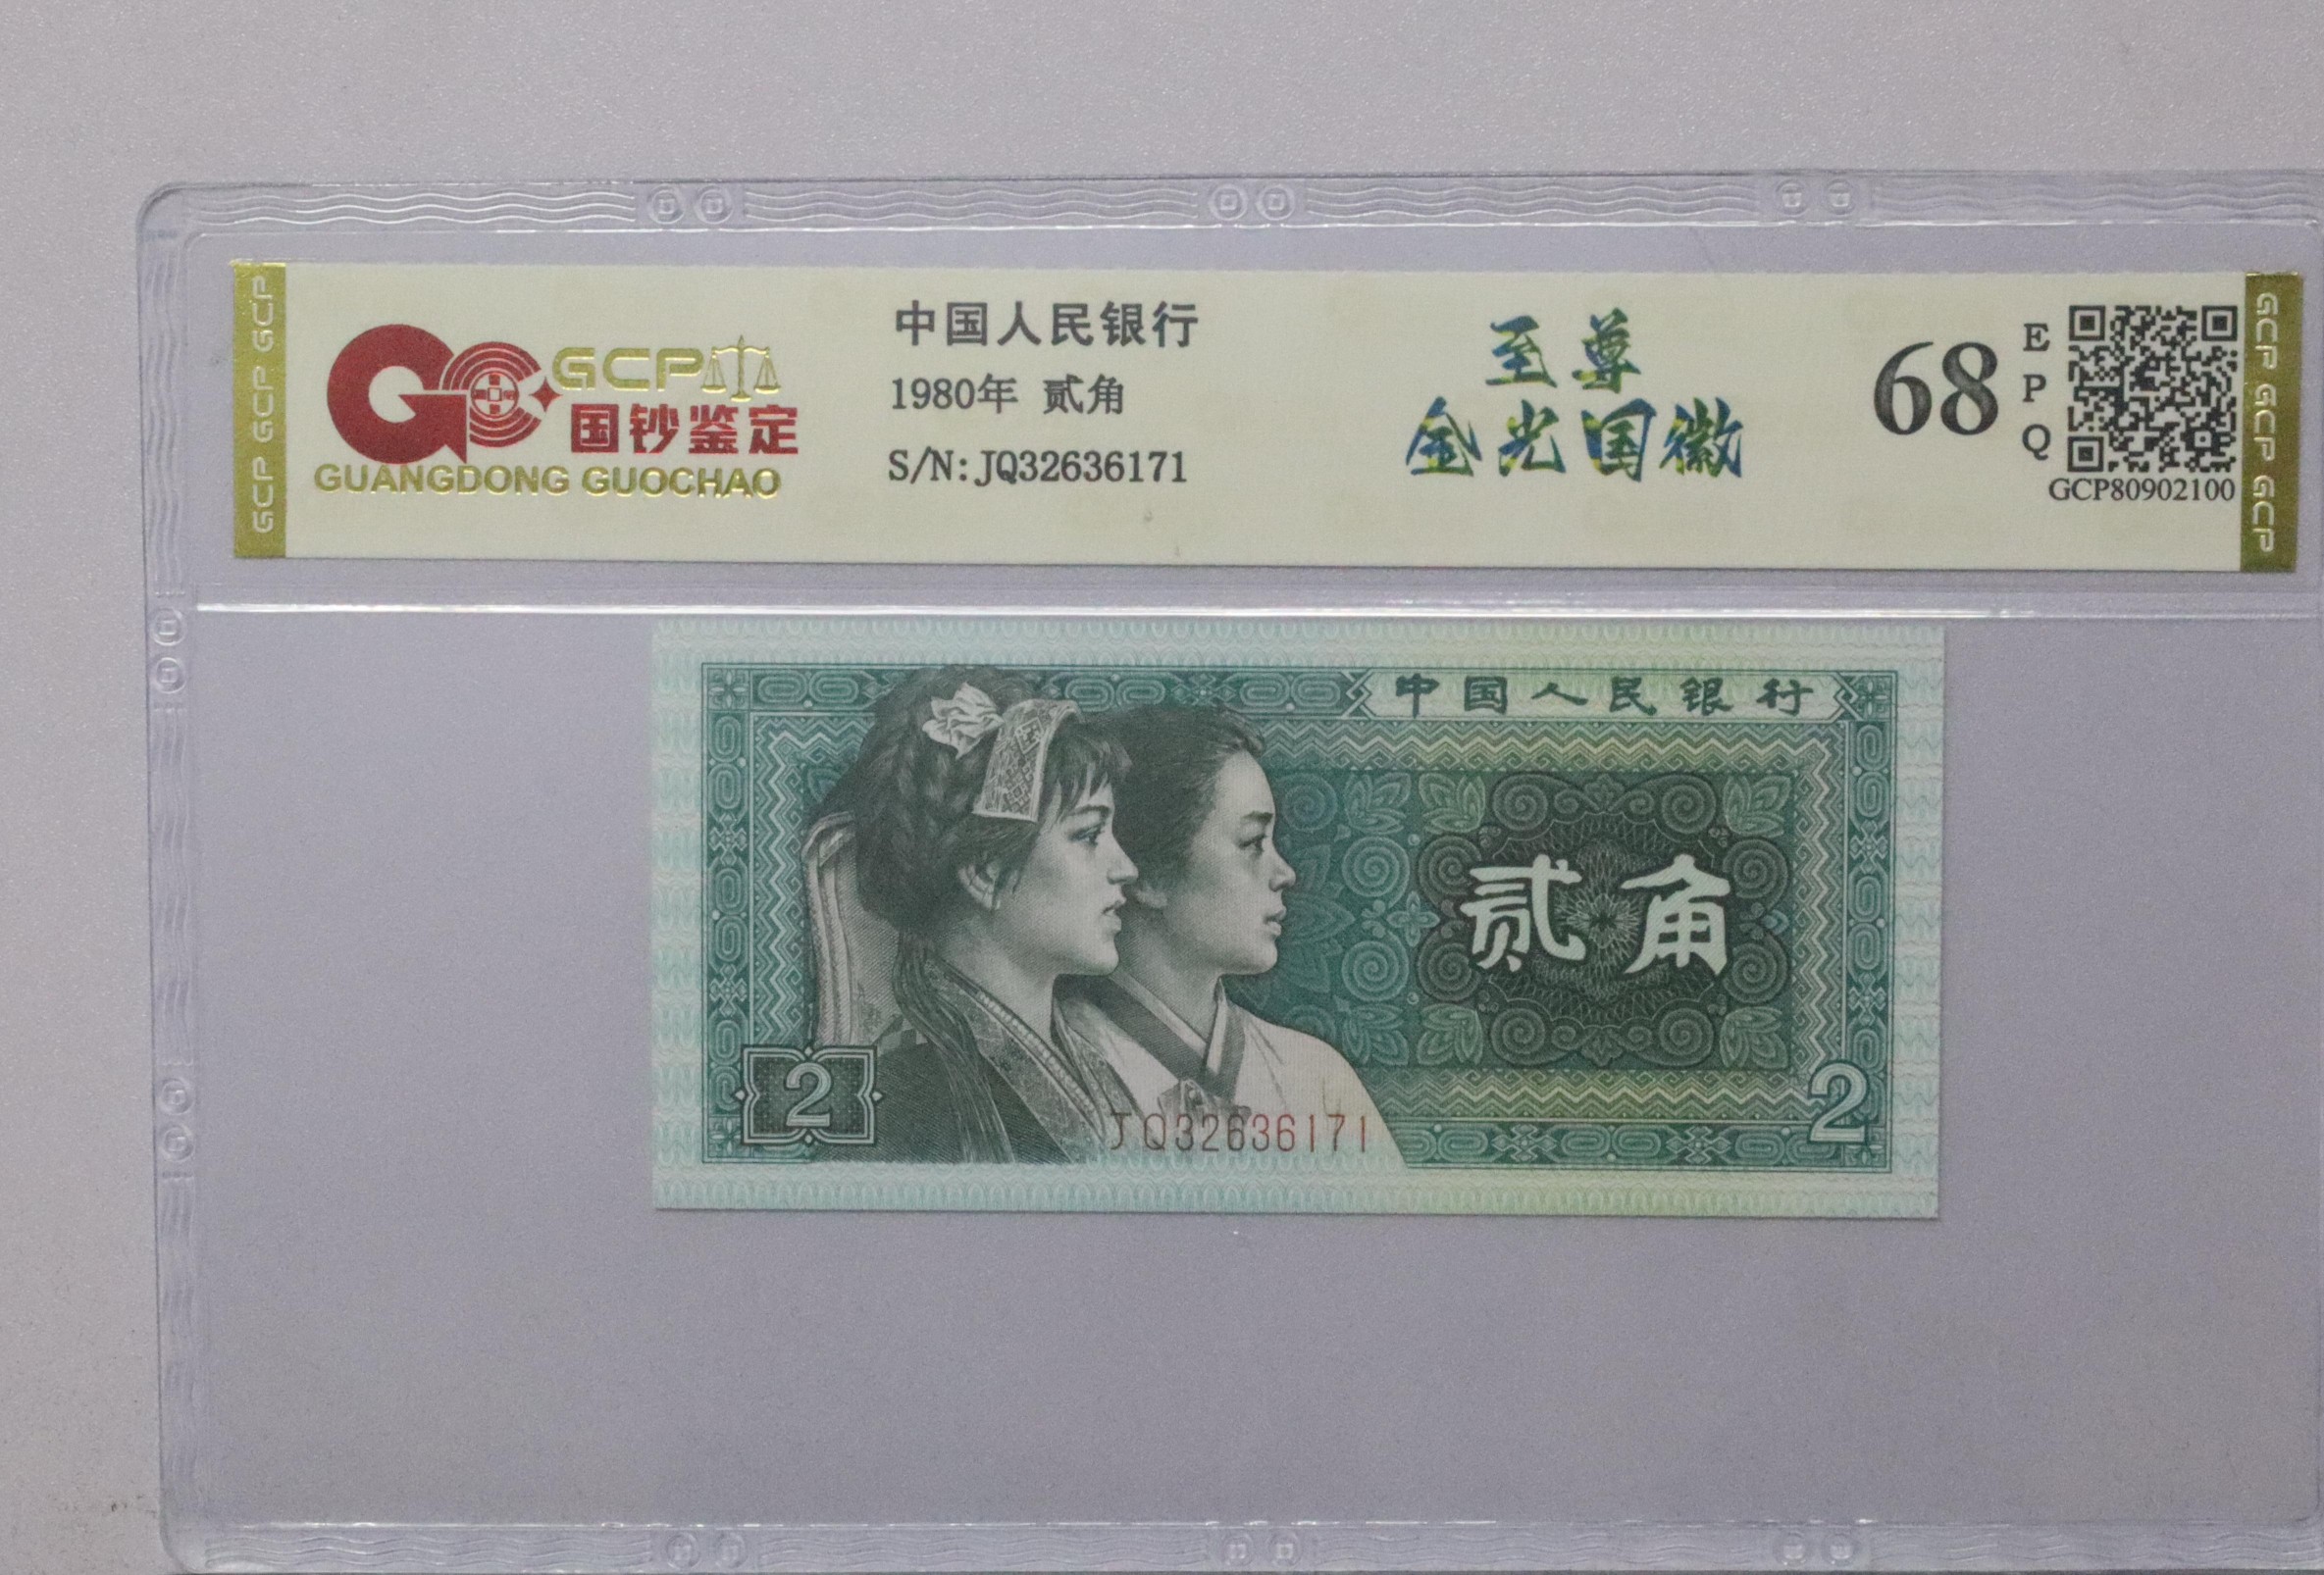 GCP GCP GCP
GCP
国钞鉴定
GUANGDONG GUOCHAO
中国人民银行
1980年 贰角
S/N: JQ32636171
至尊
金光国徽
68
E
P
Q
GCP80902100
GCP GCP GCP
中国人民银行
贰角
2
2
JQ32636171